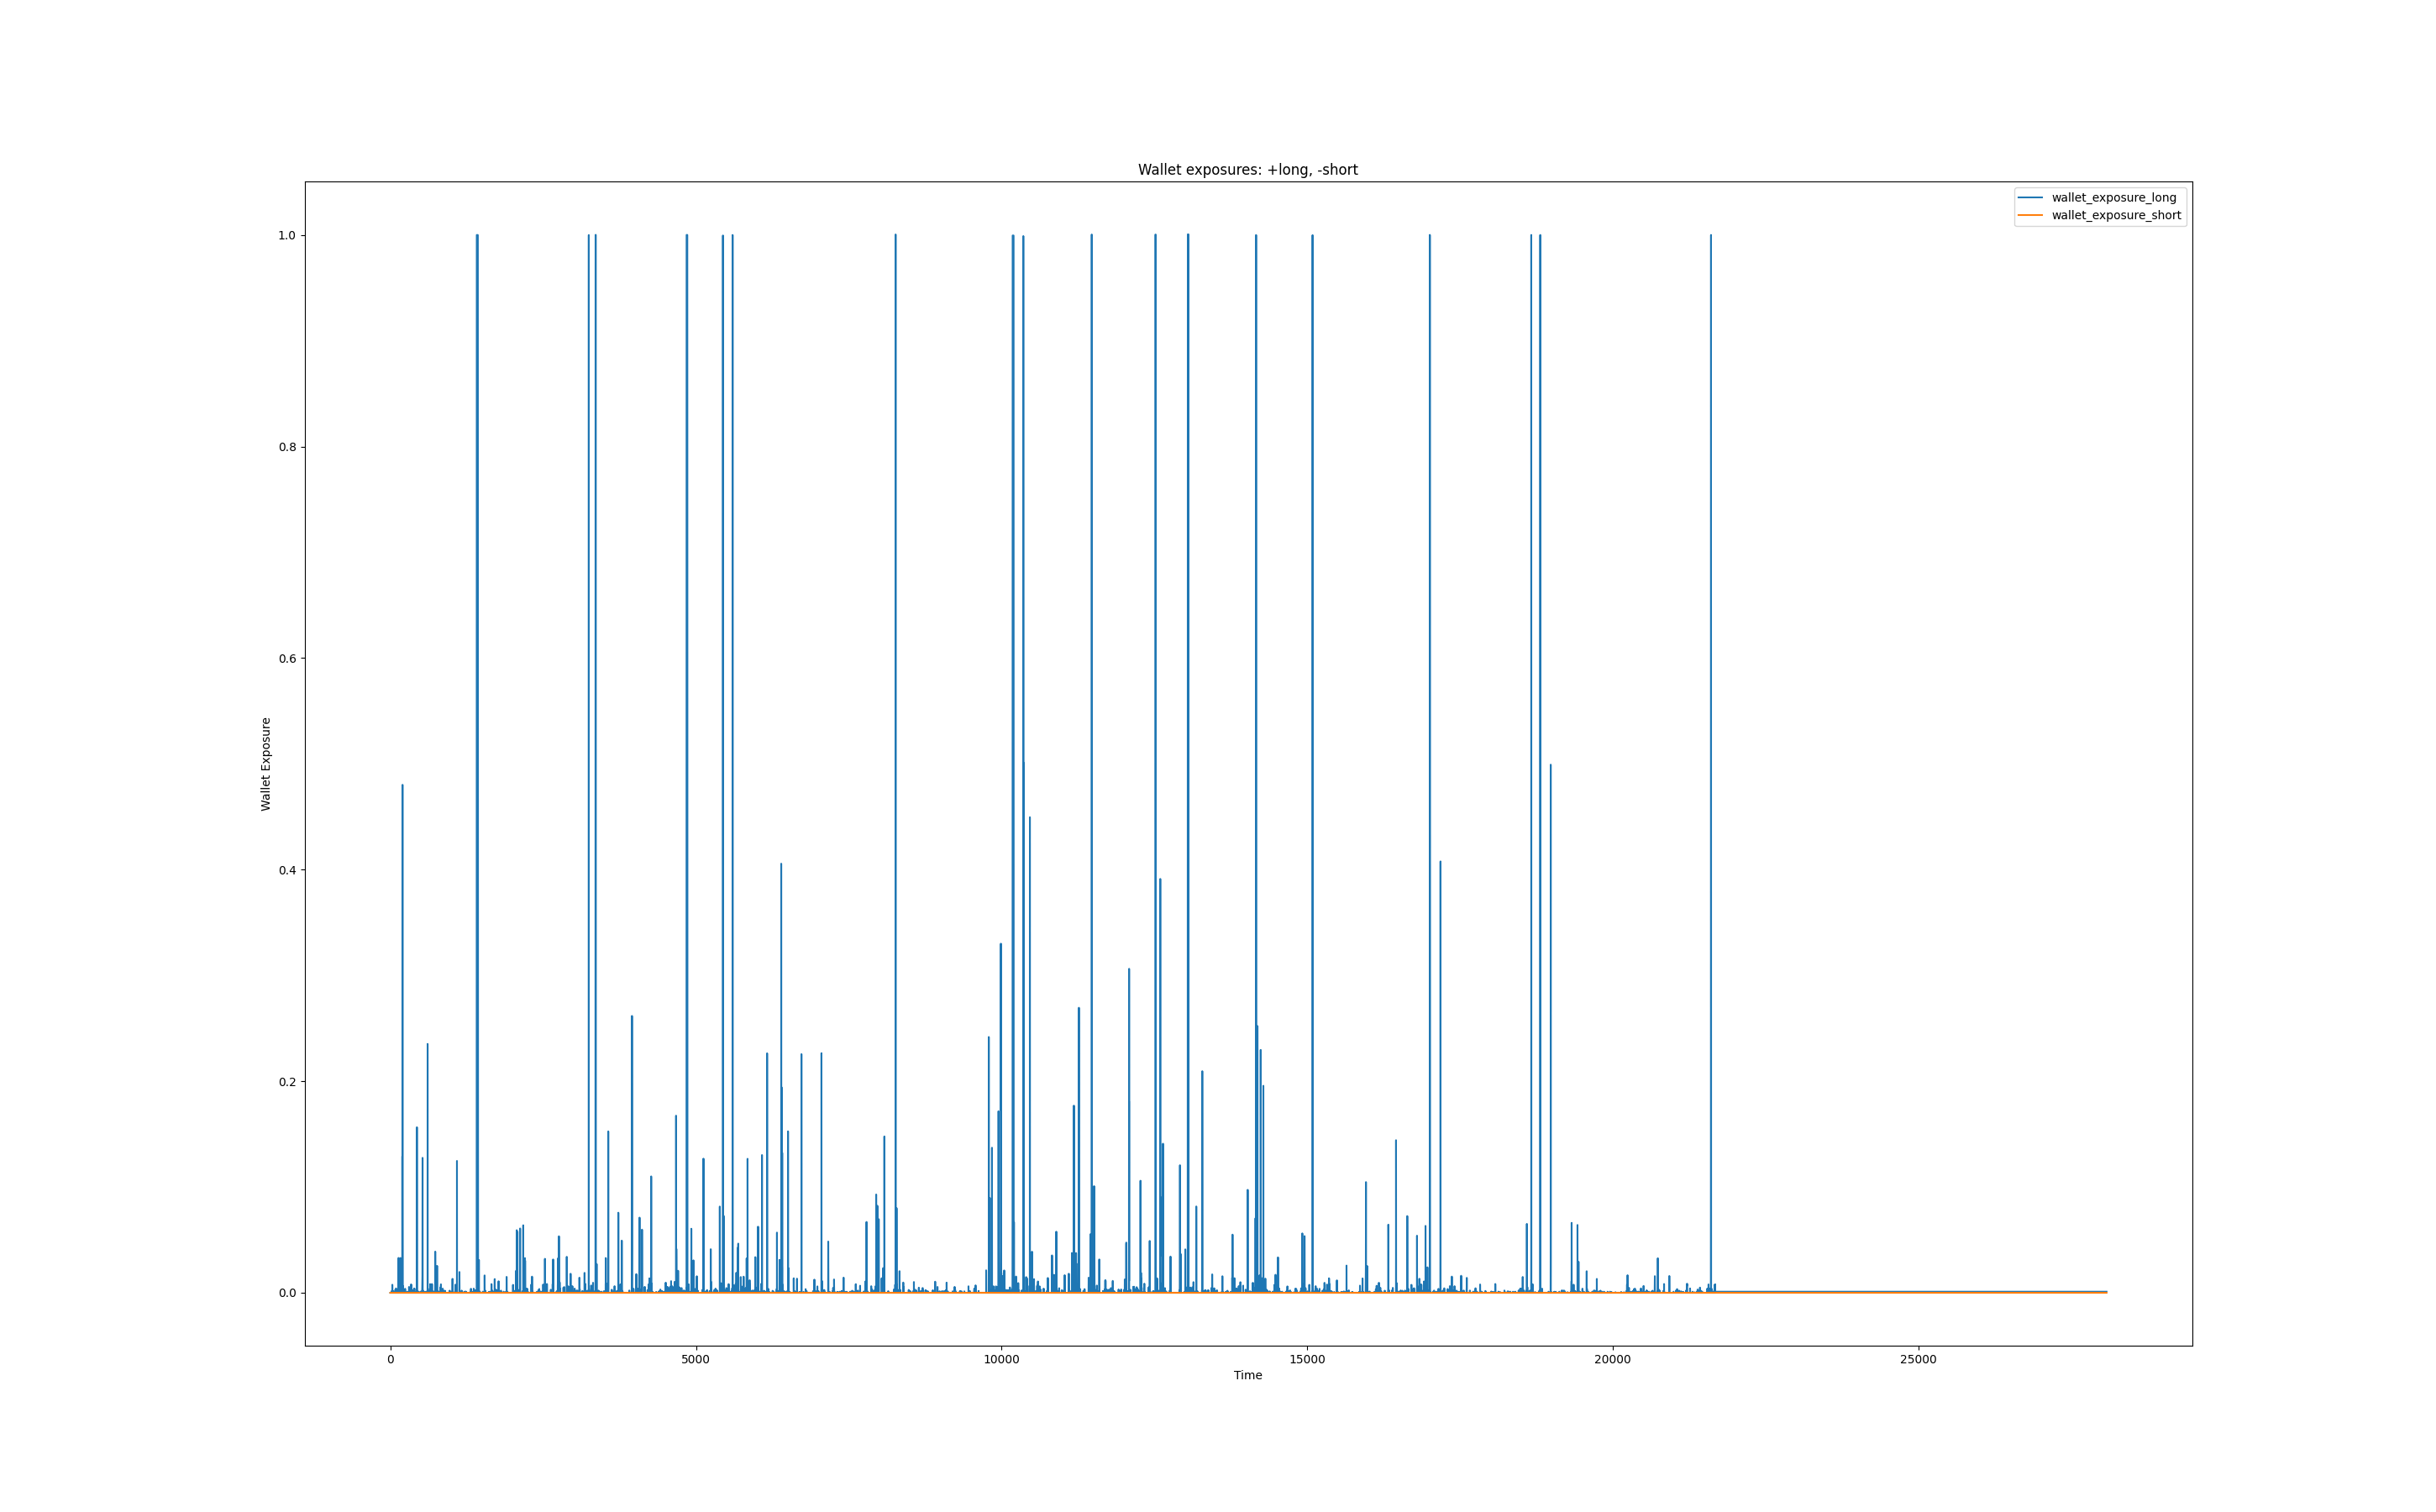 Wallet exposures: +long, -short
wallet_exposure_long
wallet_exposure_short
1.0
0.8
0.6
0.4
0.2
0.0
Wallet Exposure
0 5000 10000 15000 20000 25000
Time